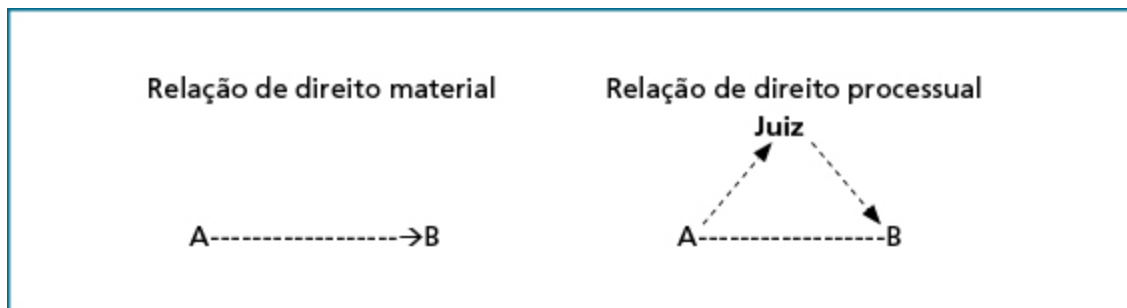 Relação de direito material
Relação de direito processual
Juiz
A------------------→B
A------------------B